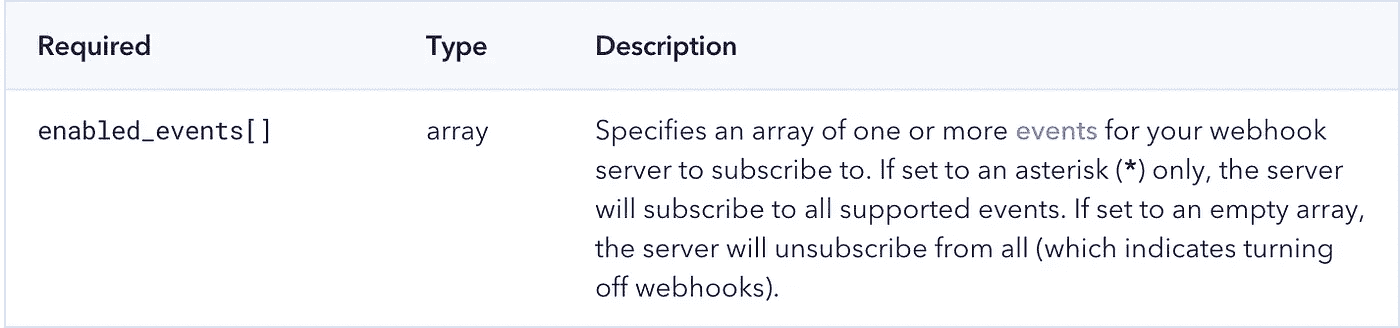 Required Type Description
enabled_events[] array Specifies an array of one or more events for your webhook
server to subscribe to. If set to an asterisk (*) only, the server
will subscribe to all supported events. If set to an empty array,
the server will unsubscribe from all (which indicates turning
off webhooks).